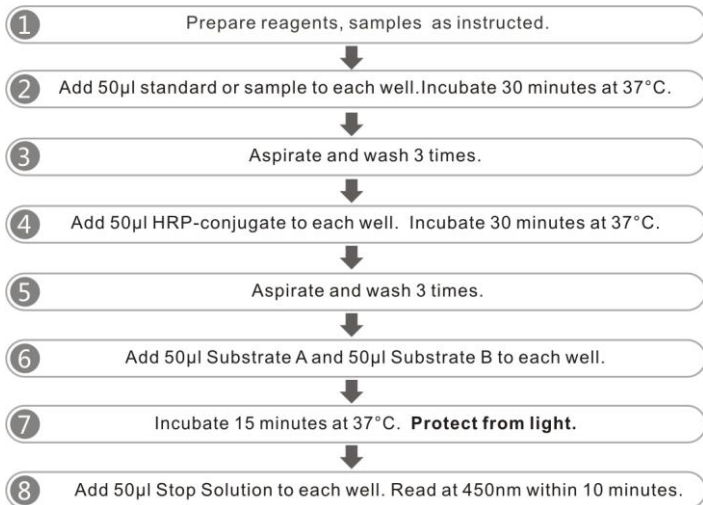 1 Prepare reagents, samples as instructed.
2 Add 50µl standard or sample to each well.Incubate 30 minutes at 37°C.
3 Aspirate and wash 3 times.
4 Add 50µl HRP-conjugate to each well. Incubate 30 minutes at 37°C.
5 Aspirate and wash 3 times.
6 Add 50µl Substrate A and 50µl Substrate B to each well.
7 Incubate 15 minutes at 37°C. Protect from light.
8 Add 50µl Stop Solution to each well. Read at 450nm within 10 minutes.